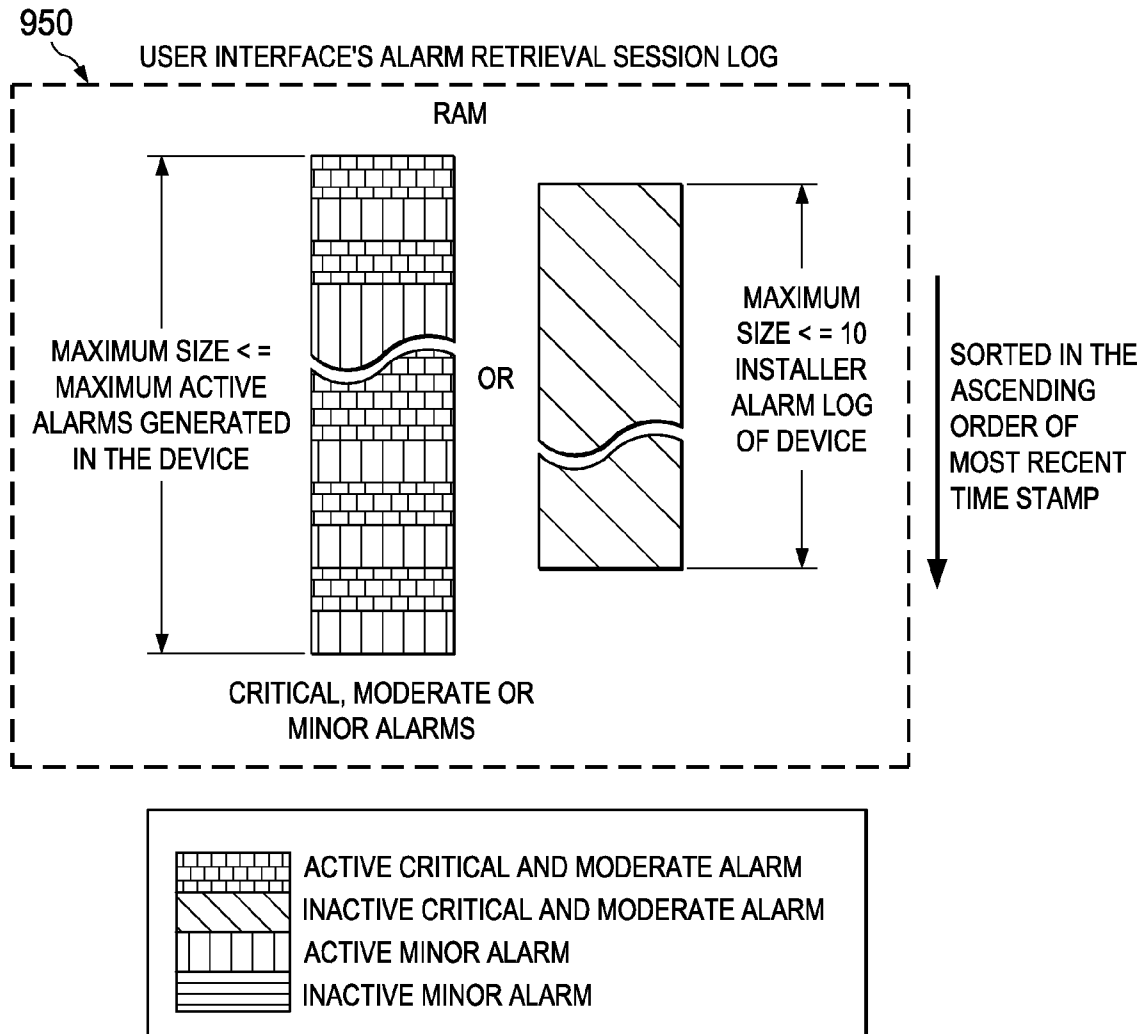 950
USER INTERFACE'S ALARM RETRIEVAL SESSION LOG
RAM
MAXIMUM SIZE < =
MAXIMUM ACTIVE
ALARMS GENERATED
IN THE DEVICE
OR
MAXIMUM
SIZE < = 10
INSTALLER
ALARM LOG
OF DEVICE
SORTED IN THE
ASCENDING
ORDER OF
MOST RECENT
TIME STAMP
CRITICAL, MODERATE OR
MINOR ALARMS
ACTIVE CRITICAL AND MODERATE ALARM
INACTIVE CRITICAL AND MODERATE ALARM
ACTIVE MINOR ALARM
INACTIVE MINOR ALARM